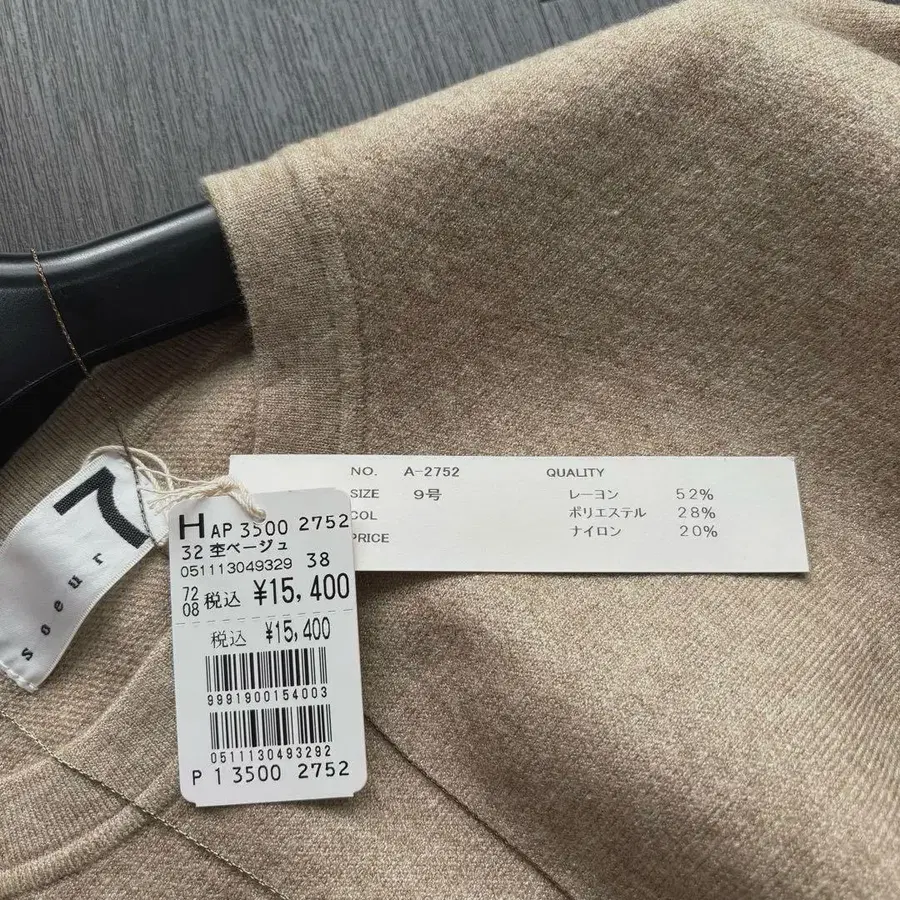 7
soeur
H AP 3500 2752
32 杢ベージュ
051113049329 38
72
08 税込 ¥15,400
税込 ¥15,400
9991900154003
0511130493292
P 1 3500 2752
NO. A-2752 QUALITY
SIZE 9号 レーヨン 52%
COL ポリエステル 28%
PRICE ナイロン 20%